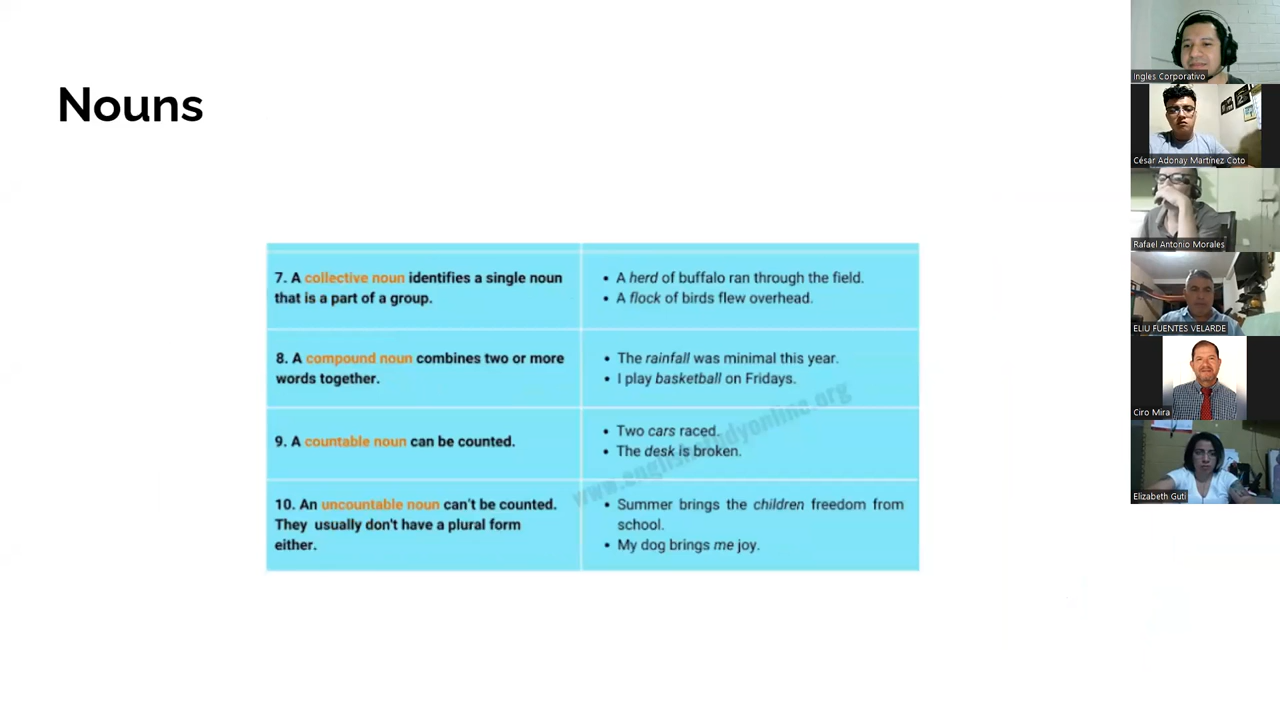 Nouns
7. A collective noun identifies a single noun
that is a part of a group.
• A herd of buffalo ran through the field.
• A flock of birds flew overhead.
8. A compound noun combines two or more
words together.
• The rainfall was minimal this year.
• I play basketball on Fridays.
9. A countable noun can be counted.
• Two cars raced.
• The desk is broken.
10. An uncountable noun can't be counted.
They usually don't have a plural form
either.
• Summer brings the children freedom from
school.
• My dog brings me joy.
www.englishstudyonline.org
Ingles Corporativo
César Adonay Martínez Coto
Rafael Antonio Morales
ELIU FUENTES VELARDE
Ciro Mira
Elizabeth Guti